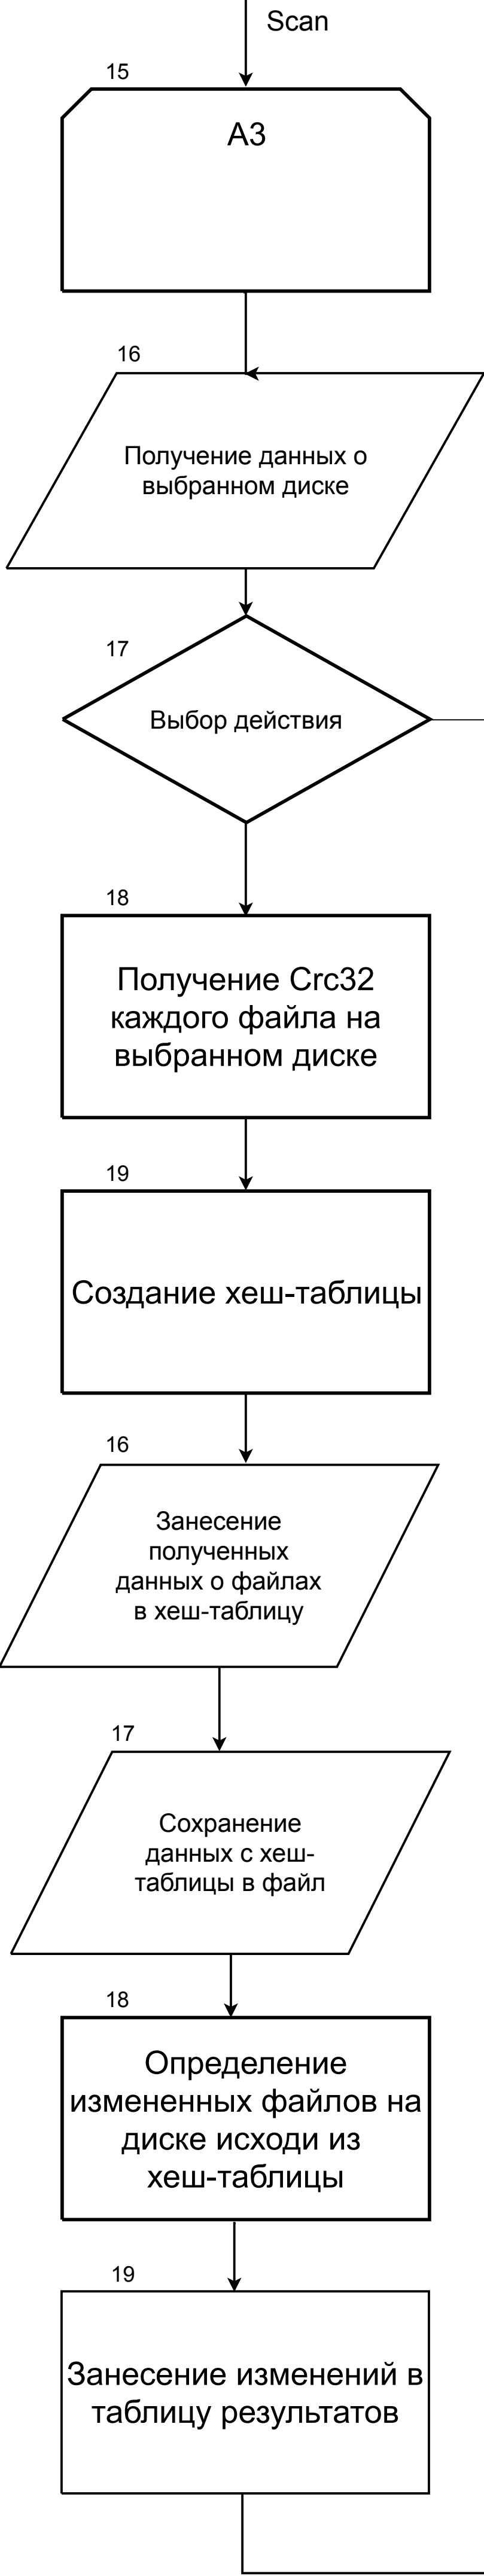 Scan
15
А3
16
Получение данных о
выбранном диске
17
Выбор действия
18
Получение Crc32
каждого файла на
выбранном диске
19
Создание хеш-таблицы
16
Занесение
полученных
данных о файлах
в хеш-таблицу
17
Сохранение
данных с хеш-
таблицы в файл
18
Определение
измененных файлов на
диске исходи из
хеш-таблицы
19
Занесение изменений в
таблицу результатов